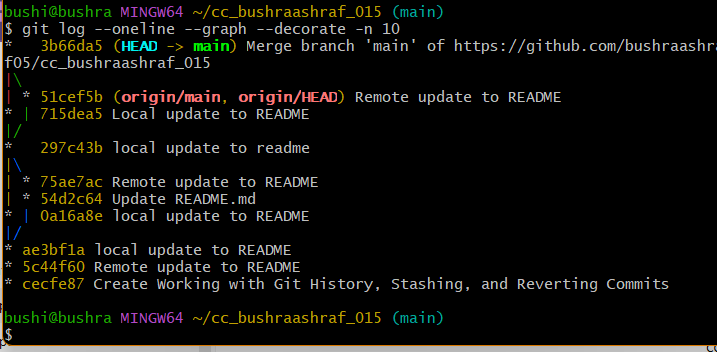 bushi@bushra MINGW64 ~/cc_bushraashraf_015 (main)
$ git log --oneline --graph --decorate -n 10
*   3b66da5 (HEAD -> main) Merge branch 'main' of https://github.com/bushraashra
f05/cc_bushraashraf_015
|\
| * 51cef5b (origin/main, origin/HEAD) Remote update to README
* | 715dea5 Local update to README
|/
*   297c43b local update to readme
|\
| * 75ae7ac Remote update to README
| * 54d2c64 Update README.md
* | 0a16a8e local update to README
|/
* ae3bf1a local update to README
* 5c44f60 Remote update to README
* cecfe87 Create Working with Git History, Stashing, and Reverting Commits
bushi@bushra MINGW64 ~/cc_bushraashraf_015 (main)
$